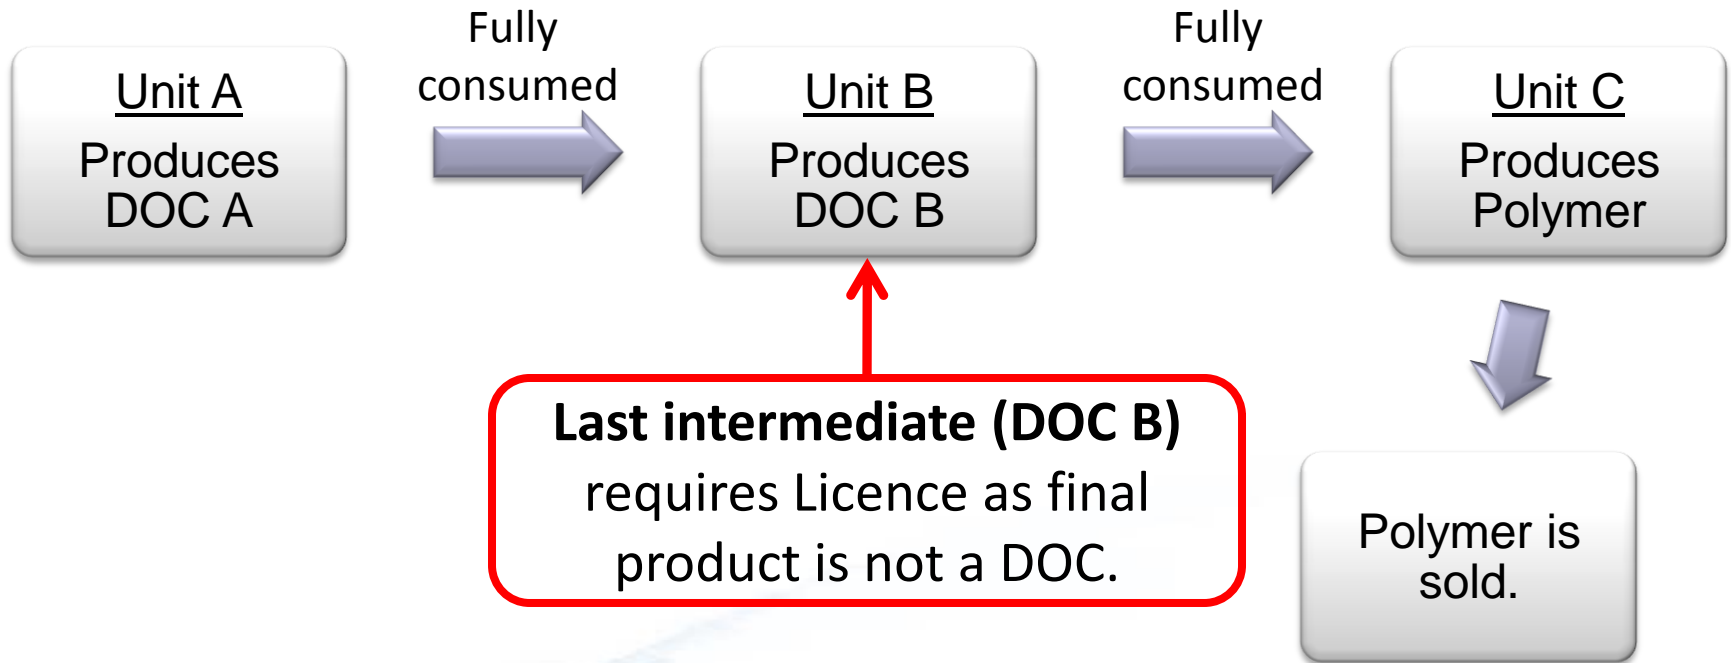 Unit A
Produces
DOC A
Fully
consumed
Unit B
Produces
DOC B
Fully
consumed
Unit C
Produces
Polymer
Last intermediate (DOC B)
requires Licence as final
product is not a DOC.
Polymer is
sold.